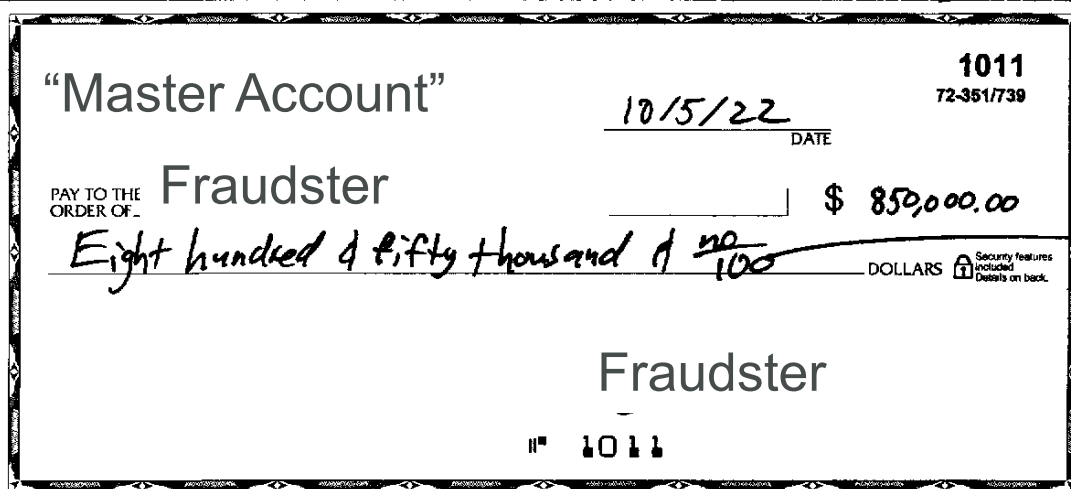 1011
“Master Account”
72-351/739
10/5/22
DATE
PAY TO THE
ORDER OF
Fraudster
$ 850,000.00
Eight hundred & fifty thousand & no/100
DOLLARS
Security features
included
Details on back.
Fraudster
⑈ 1011